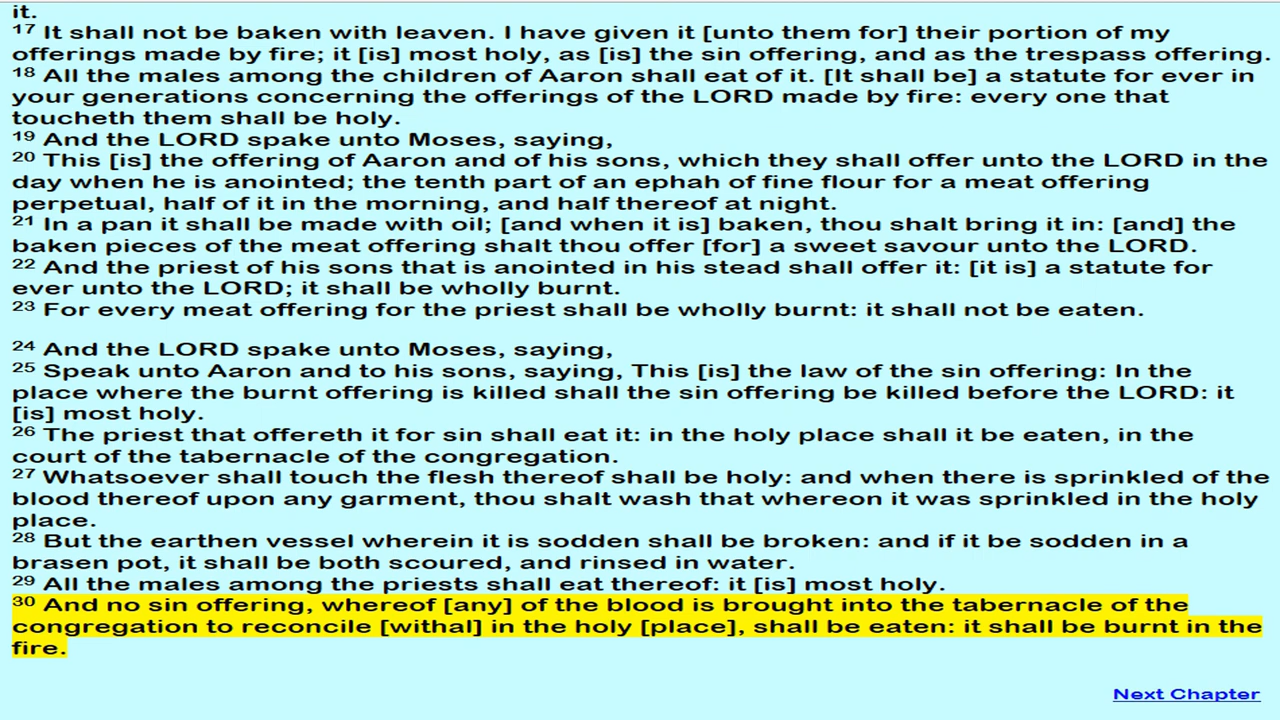 it.
17 It shall not be baked with leaven. I have given it [unto them for] their portion of my
offerings made by fire; it [is] most holy, as [is] the sin offering, and as the trespass offering.
18 All the males among the children of Aaron shall eat of it. [It shall be] a statute for ever in
your generations concerning the offerings of the LORD made by fire: every one that
toucheth them shall be holy.
19 And the LORD spake unto Moses, saying,
20 This [is] the offering of Aaron and of his sons, which they shall offer unto the LORD in the
day when he is anointed; the tenth part of an ephah of fine flour for a meat offering
perpetual, half of it in the morning, and half thereof at night.
21 In a pan it shall be made with oil; [and when it is] baken, thou shalt bring it in: [and] the
baken pieces of the meat offering shalt thou offer [for] a sweet savour unto the LORD.
22 And the priest of his sons that is anointed in his stead shall offer it: [it is] a statute for
ever unto the LORD; it shall be wholly burnt.
23 For every meat offering for the priest shall be wholly burnt: it shall not be eaten.
24 And the LORD spake unto Moses, saying,
25 Speak unto Aaron and to his sons, saying, This [is] the law of the sin offering: In the
place where the burnt offering is killed shall the sin offering be killed before the LORD: it
[is] most holy.
26 The priest that offereth it for sin shall eat it: in the holy place shall it be eaten, in the
court of the tabernacle of the congregation.
27 Whatsoever shall touch the flesh thereof shall be holy: and when there is sprinkled of the
blood thereof upon any garment, thou shalt wash that whereon it was sprinkled in the holy
place.
28 But the earthen vessel wherein it is sodden shall be broken: and if it be sodden in a
brasen pot, it shall be both scoured, and rinsed in water.
29 All the males among the priests shall eat thereof: it [is] most holy.
30 And no sin offering, whereof [any] of the blood is brought into the tabernacle of the
congregation to reconcile [withal] in the holy [place], shall be eaten: it shall be burnt in the
fire.
Next Chapter